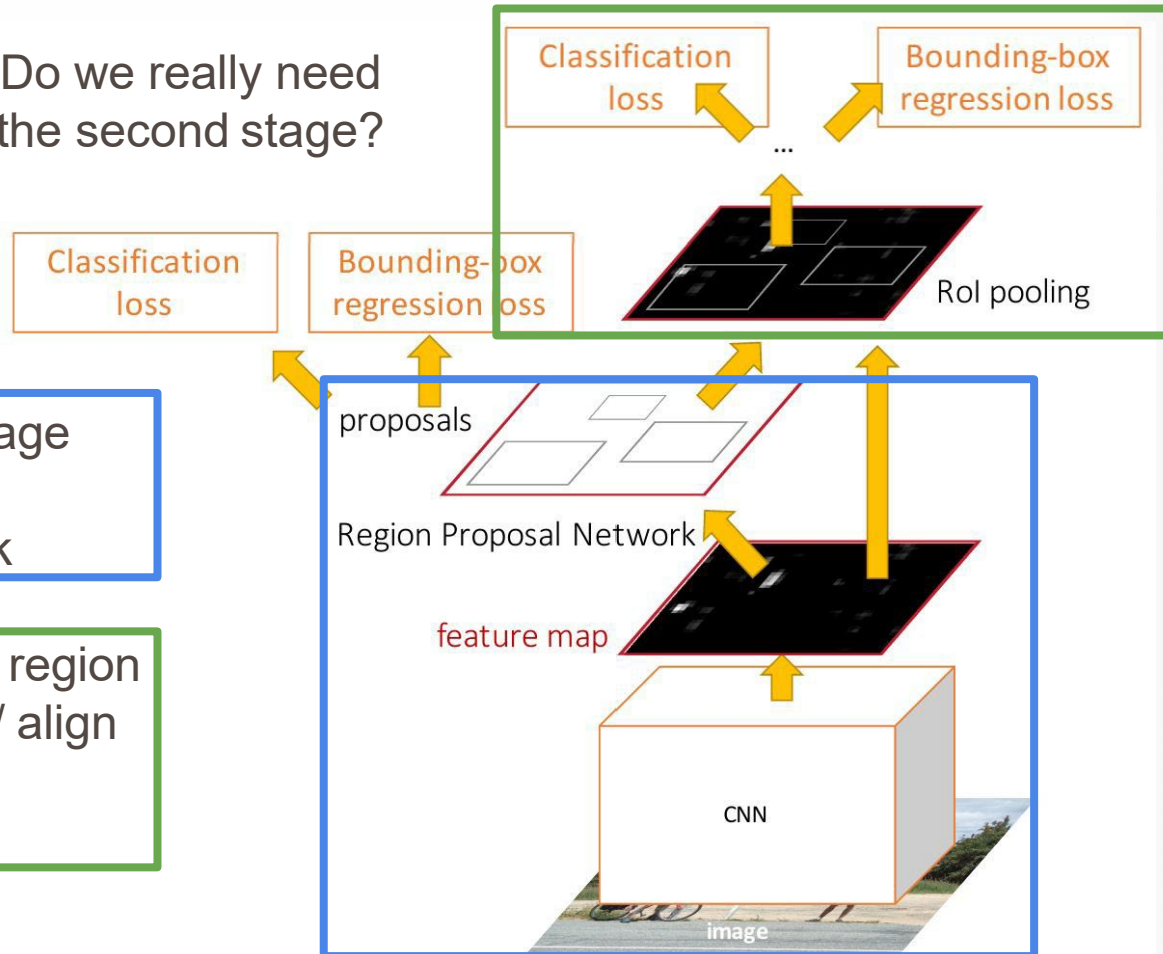 Do we really need
the second stage?
Classification
loss
Bounding-box
regression loss
...
RoI pooling
Classification
loss
Bounding-box
regression loss
proposals
Region Proposal Network
feature map
CNN
image
region
align